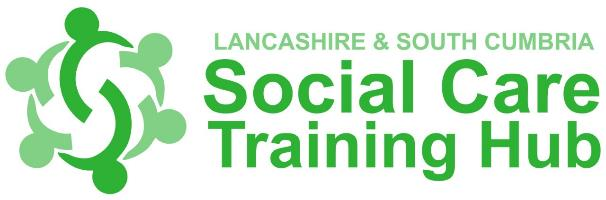 LANCASHIRE & SOUTH CUMBRIA
Social Care
Training Hub